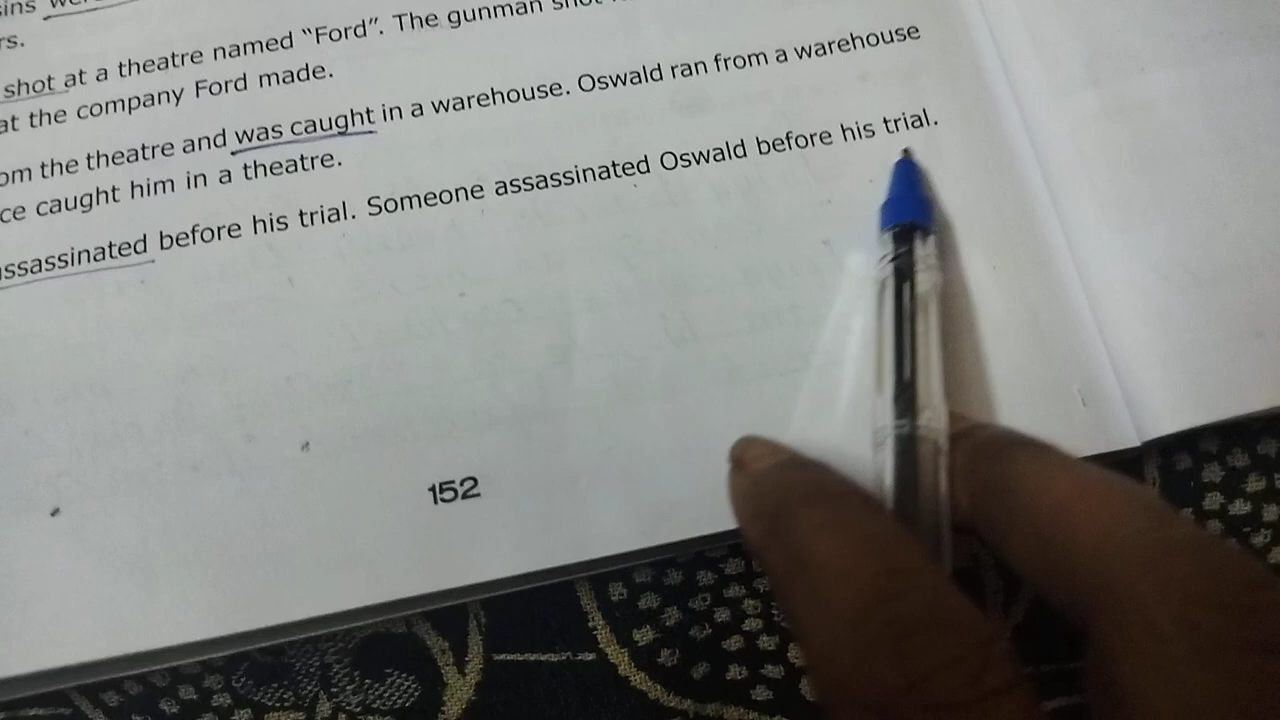 rs.
shot at a theatre named “Ford”. The gunman shot
at the company Ford made.
om the theatre and was caught in a warehouse. Oswald ran from a warehouse
ce caught him in a theatre.
assassinated before his trial. Someone assassinated Oswald before his trial.
152